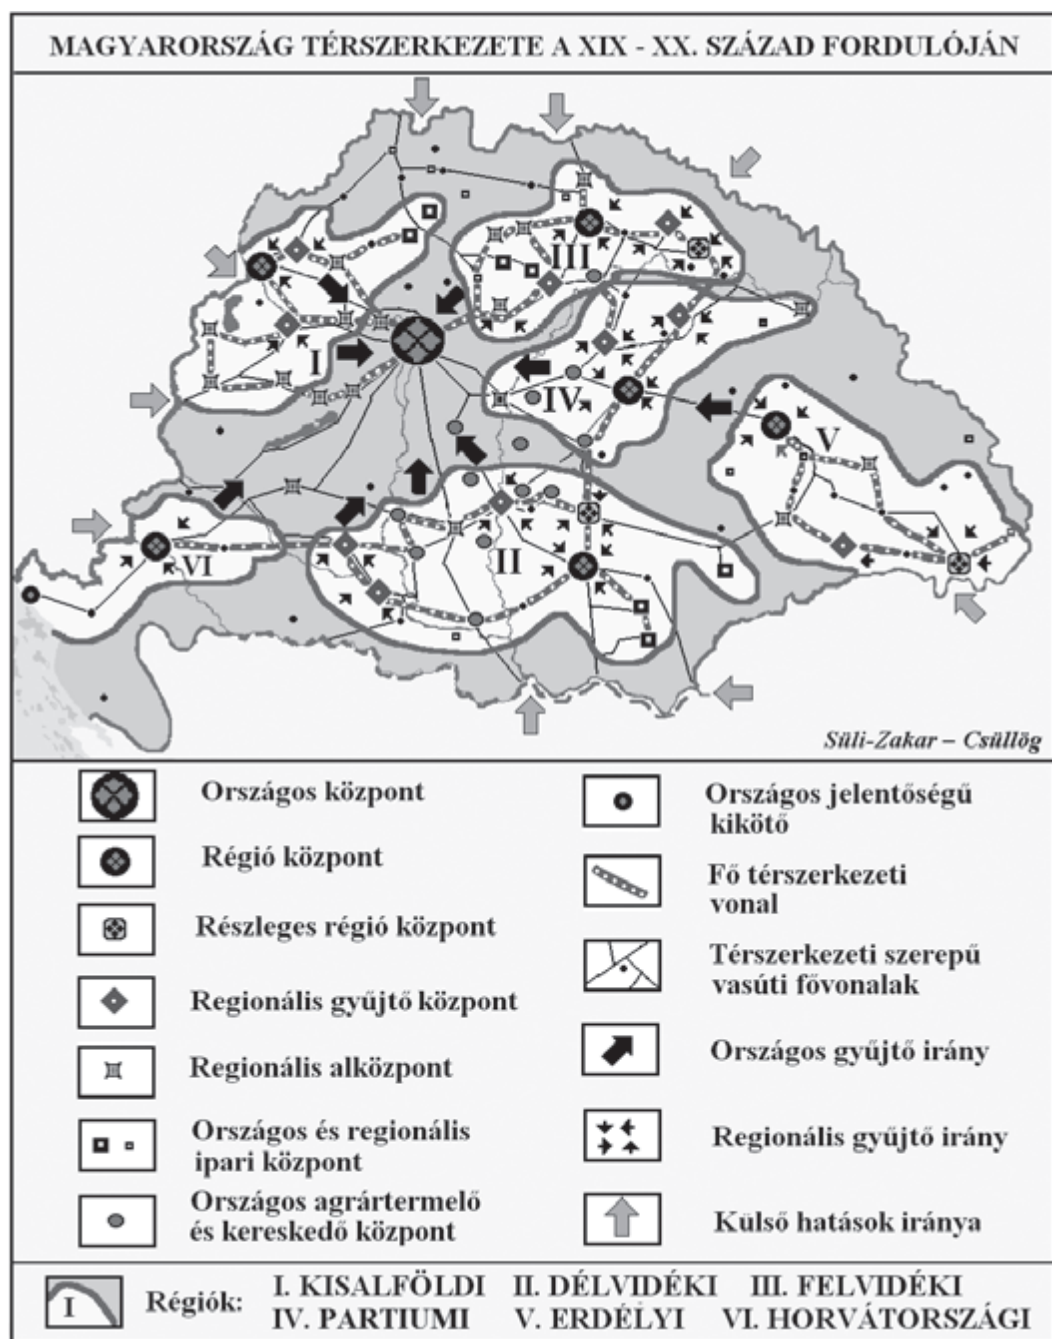 MAGYARORSZÁG TÉRSZERKEZETE A XIX - XX. SZÁZAD FORDULÓJÁN
III
I
IV
V
II
VI
Süli-Zakar – Csüllög
Országos központ
Régió központ
Részleges régió központ
Regionális gyűjtő központ
Regionális alközpont
Országos és regionális
ipari központ
Országos agrártermelő
és kereskedő központ
Országos jelentőségű
kikötő
Fő térszerkezeti
vonal
Térszerkezeti szerepű
vasúti fővonalak
Országos gyűjtő irány
Regionális gyűjtő irány
Külső hatások iránya
I
Régiók:
I. KISALFÖLDI II. DÉLVIDÉKI III. FELVIDÉKI
IV. PARTIUMI V. ERDÉLYI VI. HORVÁTORSZÁGI